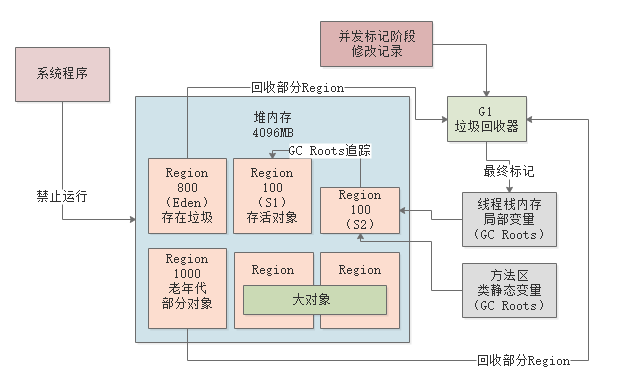 并发标记阶段
修改记录
系统程序
回收部分Region
G1
垃圾回收器
堆内存
4096MB
GC Roots追踪
最终标记
禁止运行
Region
800
（Eden）
存在垃圾
Region
100
（S1）
存活对象
Region
100
（S2）
线程栈内存
局部变量
（GC Roots）
Region
1000
老年代
部分对象
Region
Region
大对象
方法区
类静态变量
（GC Roots）
回收部分Region